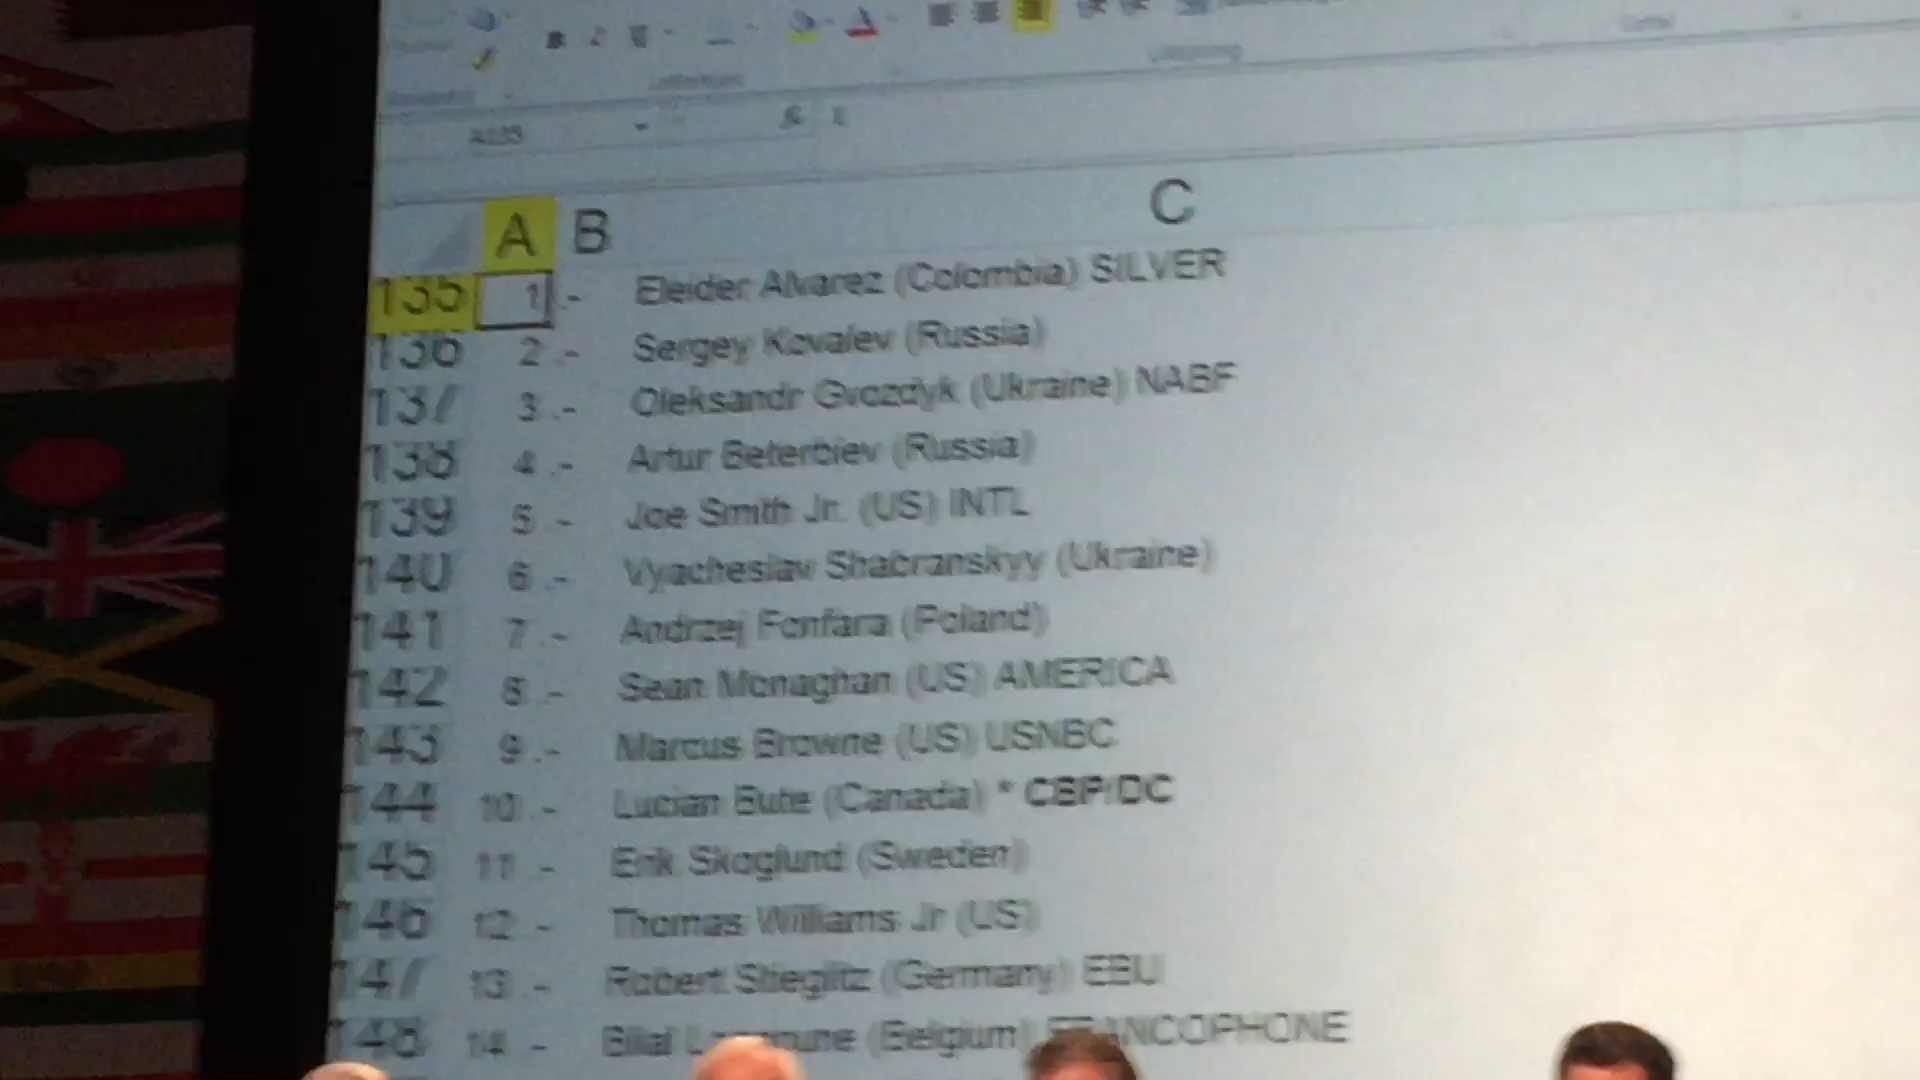 A135
A B C
135 1 .- Eleider Alvarez (Colombia) SILVER
136 2 .- Sergey Kovalev (Russia)
137 3 .- Oleksandr Gvozdyk (Ukraine) NABF
138 4 .- Artur Beterbiev (Russia)
139 5 .- Joe Smith Jr. (US) INTL
140 6 .- Vyacheslav Shabranskyy (Ukraine)
141 7 .- Andrzej Fonfara (Poland)
142 8 .- Sean Monaghan (US) AMERICA
143 9 .- Marcus Browne (US) USNBC
144 10 .- Lucian Bute (Canada) * CBP/DC
145 11 .- Erik Skoglund (Sweden)
146 12 .- Thomas Williams Jr (US)
147 13 .- Robert Stieglitz (Germany) EBU
148 14 .- Bilal (Belgium)